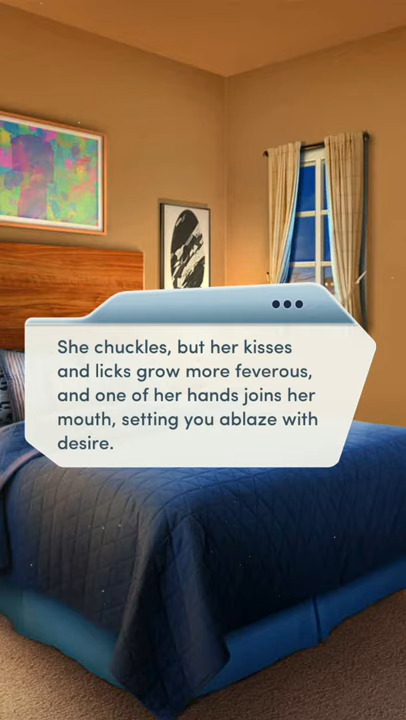 She chuckles, but her kisses
and licks grow more feverous,
and one of her hands joins her
mouth, setting you ablaze with
desire.